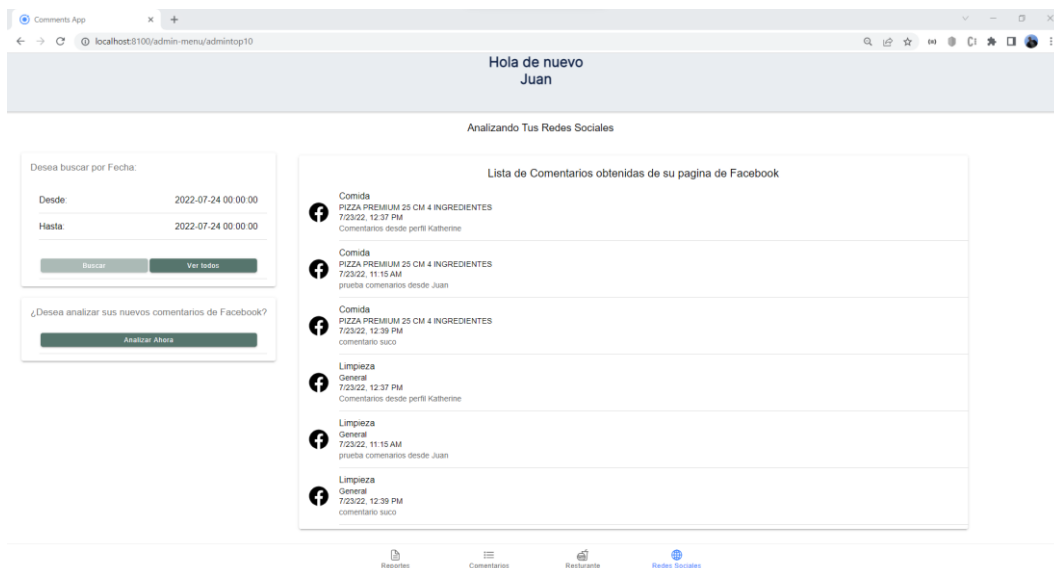 Comments App
localhost:8100/admin-menu/admintop10
Hola de nuevo
Juan
Analizando Tus Redes Sociales
Desea buscar por Fecha:
Desde: 2022-07-24 00:00:00
Hasta: 2022-07-24 00:00:00
Buscar Ver todos
¿Desea analizar sus nuevos comentarios de Facebook?
Analizar Ahora
Lista de Comentarios obtenidas de su pagina de Facebook
Comida
PIZZA PREMIUM 25 CM 4 INGREDIENTES
7/23/22, 12:37 PM
Comentarios desde perfil Katherine
Comida
PIZZA PREMIUM 25 CM 4 INGREDIENTES
7/23/22, 11:15 AM
prueba comenarios desde Juan
Comida
PIZZA PREMIUM 25 CM 4 INGREDIENTES
7/23/22, 12:39 PM
comentario suco
Limpieza
General
7/23/22, 12:37 PM
Comentarios desde perfil Katherine
Limpieza
General
7/23/22, 11:15 AM
prueba comenarios desde Juan
Limpieza
General
7/23/22, 12:39 PM
comentario suco
Reportes Comentarios Resturante Redes Sociales